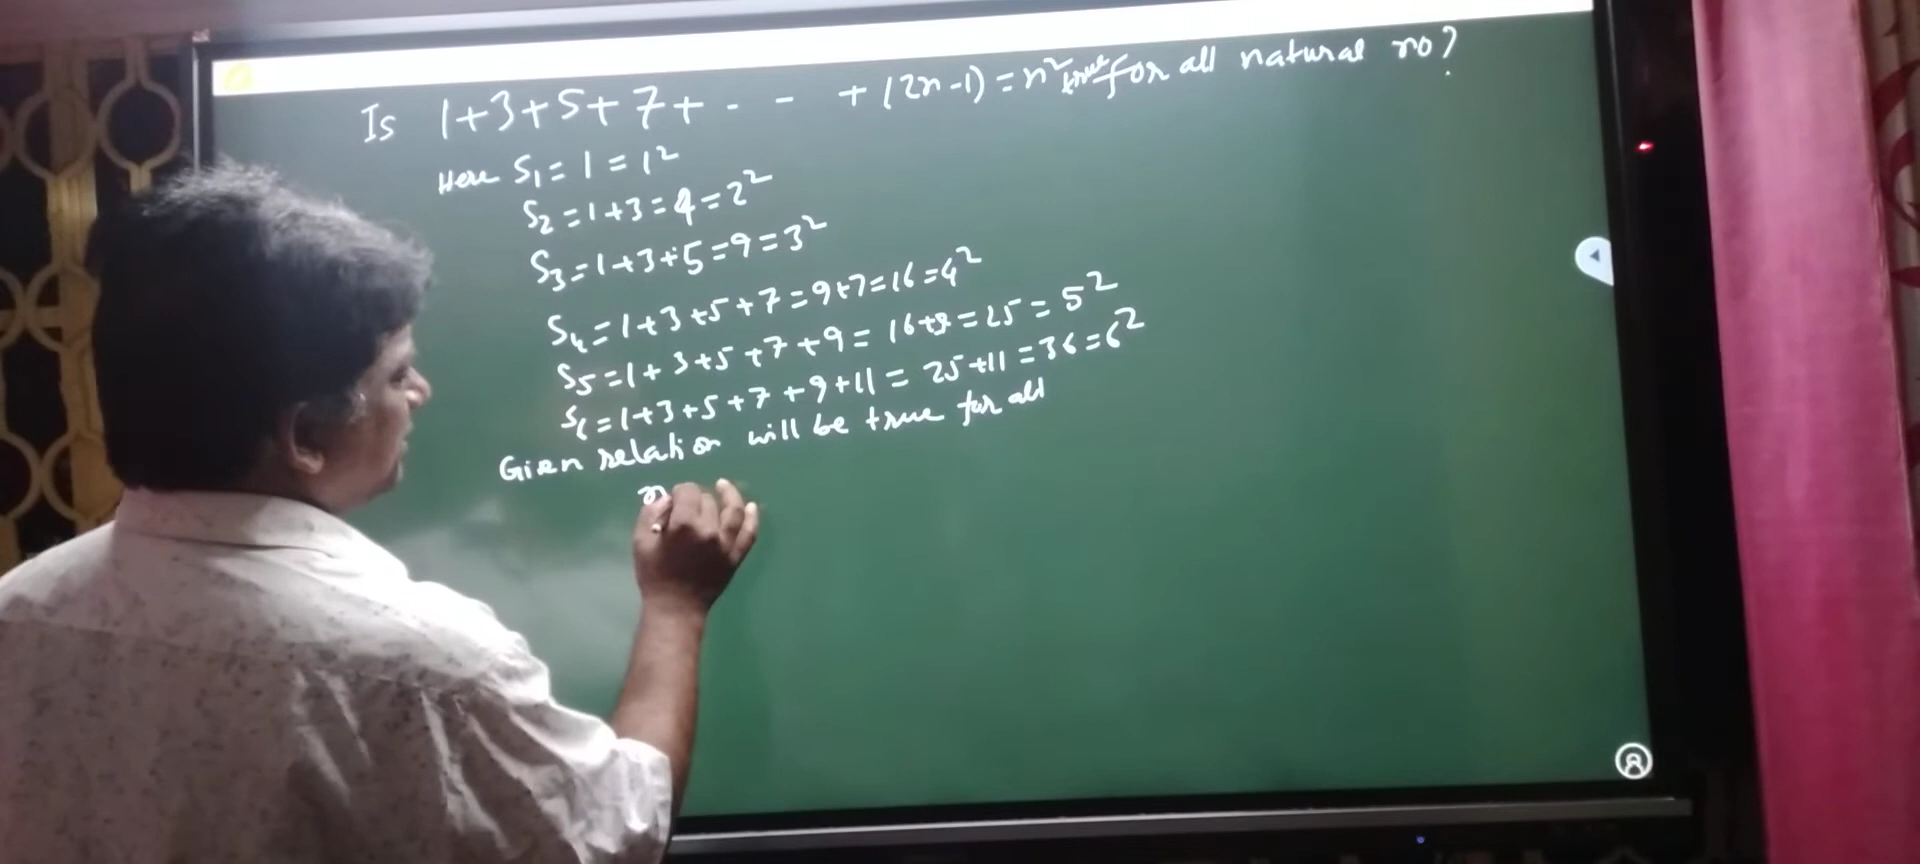 Is 1+3+5+7+ - - + (2n-1) = n² true for all natural no?
Here S₁ = 1 = 1²
S₂ = 1+3 = 4 = 2²
S₃ = 1+3+5 = 9 = 3²
S₄ = 1+3+5+7 = 9+7 = 16 = 4²
S₅ = 1+3+5+7+9 = 16+9 = 25 = 5²
S₆ = 1+3+5+7+9+11 = 25+11 = 36 = 6²
Gien relation will be true for all
n